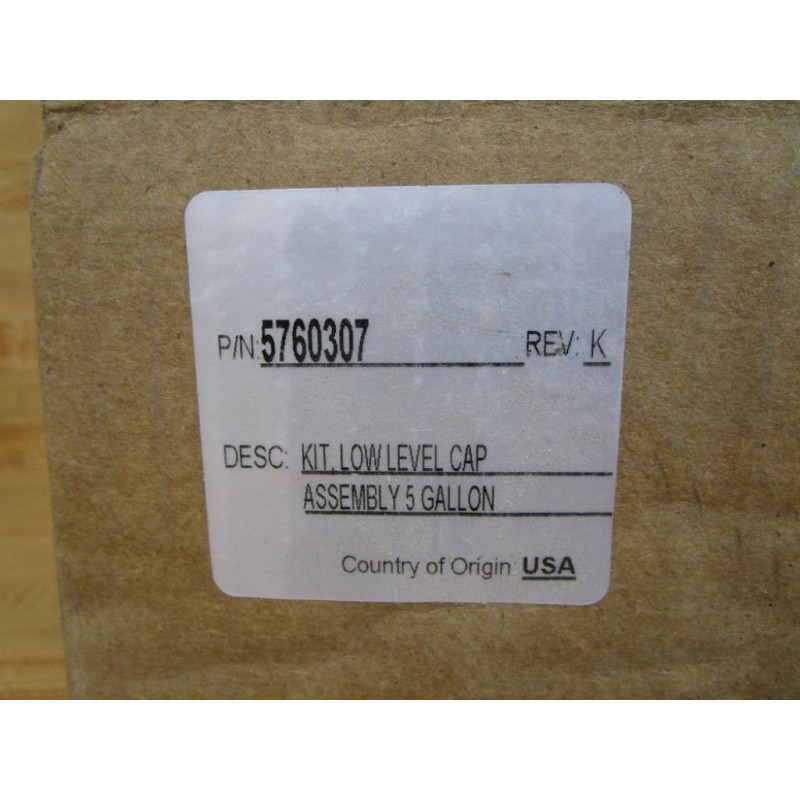 P/N: 5760307 REV: K
DESC: KIT, LOW LEVEL CAP
ASSEMBLY 5 GALLON
Country of Origin: USA